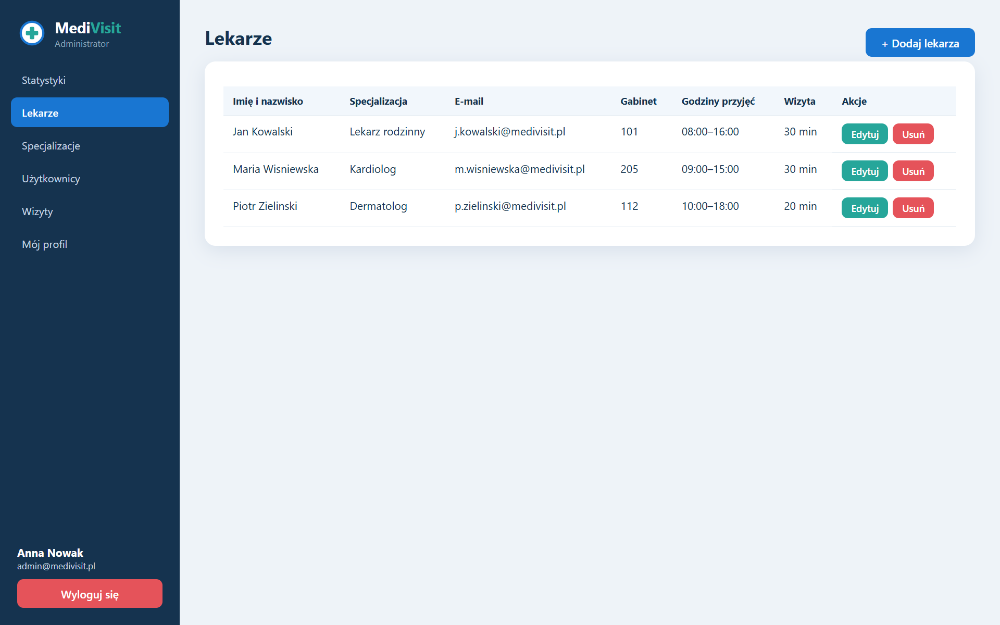 MediVisit
Administrator
Statystyki
Lekarze
Specjalizacje
Użytkownicy
Wizyty
Mój profil
Anna Nowak
admin@medivisit.pl
Wyloguj się
Lekarze
+ Dodaj lekarza
Imię i nazwisko Specjalizacja E-mail Gabinet Godziny przyjęć Wizyta Akcje
Jan Kowalski Lekarz rodzinny j.kowalski@medivisit.pl 101 08:00–16:00 30 min Edytuj Usuń
Maria Wisniewska Kardiolog m.wisniewska@medivisit.pl 205 09:00–15:00 30 min Edytuj Usuń
Piotr Zielinski Dermatolog p.zielinski@medivisit.pl 112 10:00–18:00 20 min Edytuj Usuń